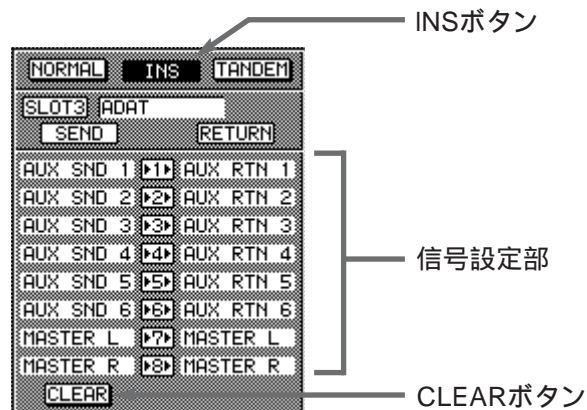 INSボタン
NORMAL INS TANDEM
SLOT3 ADAT
SEND RETURN
AUX SND 1 1 AUX RTN 1
AUX SND 2 2 AUX RTN 2
AUX SND 3 3 AUX RTN 3
AUX SND 4 4 AUX RTN 4
信号設定部
AUX SND 5 5 AUX RTN 5
AUX SND 6 6 AUX RTN 6
MASTER L 7 MASTER L
MASTER R 8 MASTER R
CLEAR
CLEARボタン